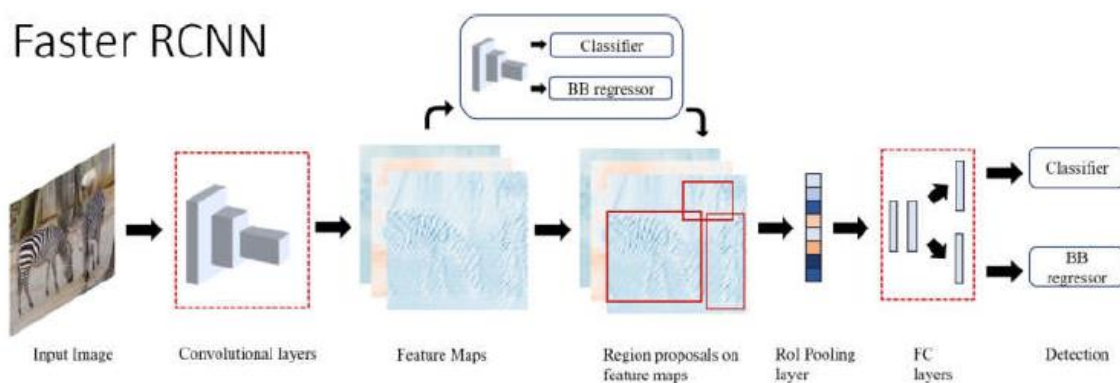 Faster RCNN
Classifier
BB regressor
Classifier
BB
regressor
Input Image
Convolutional layers
Feature Maps
Region proposals on
feature maps
RoI Pooling
layer
FC
layers
Detection